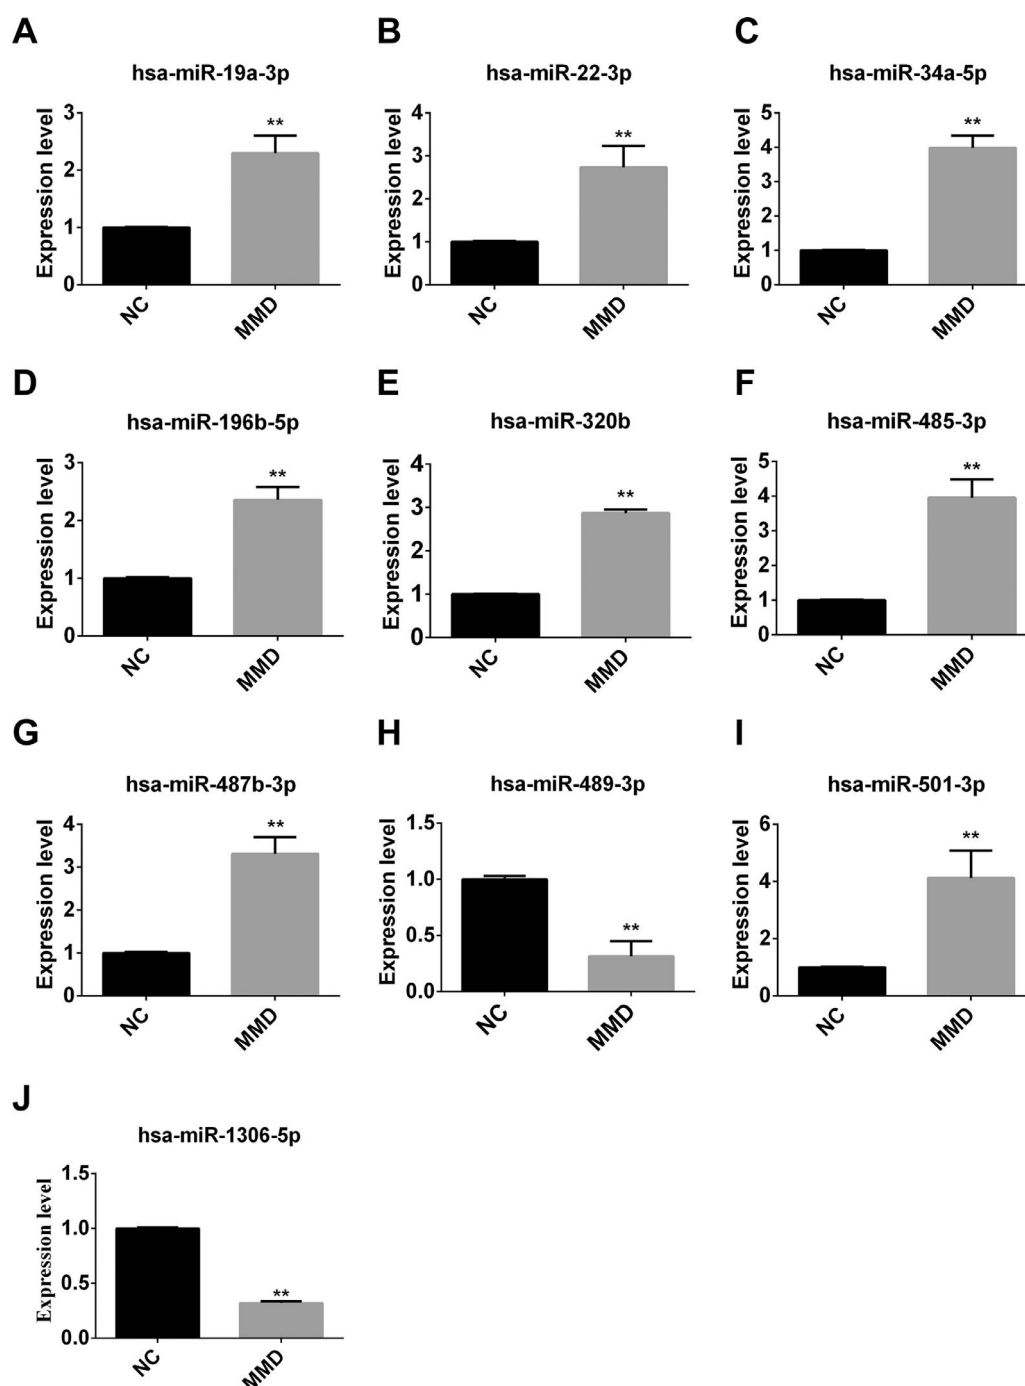 A
B
C
hsa-miR-19a-3p
hsa-miR-22-3p
hsa-miR-34a-5p
Expression level
3
2
1
0
**
NC
MMD
Expression level
4
3
2
1
0
**
NC
MMD
Expression level
5
4
3
2
1
0
**
NC
MMD
D
E
F
hsa-miR-196b-5p
hsa-miR-320b
hsa-miR-485-3p
Expression level
3
2
1
0
**
NC
MMD
Expression level
4
3
2
1
0
**
NC
MMD
Expression level
5
4
3
2
1
0
**
NC
MMD
G
H
I
hsa-miR-487b-3p
hsa-miR-489-3p
hsa-miR-501-3p
Expression level
4
3
2
1
0
**
NC
MMD
Expression level
1.5
1.0
0.5
0.0
**
NC
MMD
Expression level
6
4
2
0
**
NC
MMD
J
hsa-miR-1306-5p
Expression level
1.5
1.0
0.5
0.0
**
NC
MMD